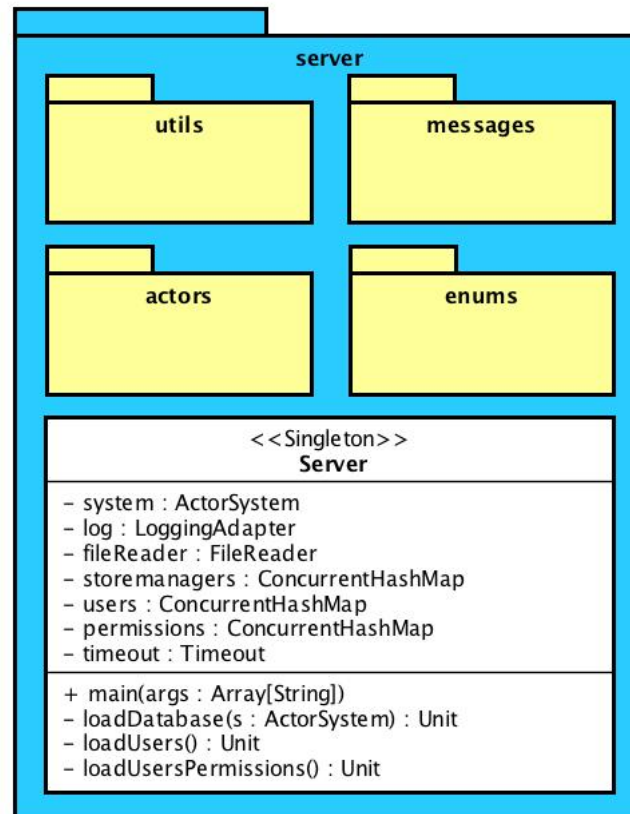 server
utils
messages
actors
enums
<<Singleton>>
Server
– system : ActorSystem
– log : LoggingAdapter
– fileReader : FileReader
– storemanagers : ConcurrentHashMap
– users : ConcurrentHashMap
– permissions : ConcurrentHashMap
– timeout : Timeout
+ main(args : Array[String])
– loadDatabase(s : ActorSystem) : Unit
– loadUsers() : Unit
– loadUsersPermissions() : Unit